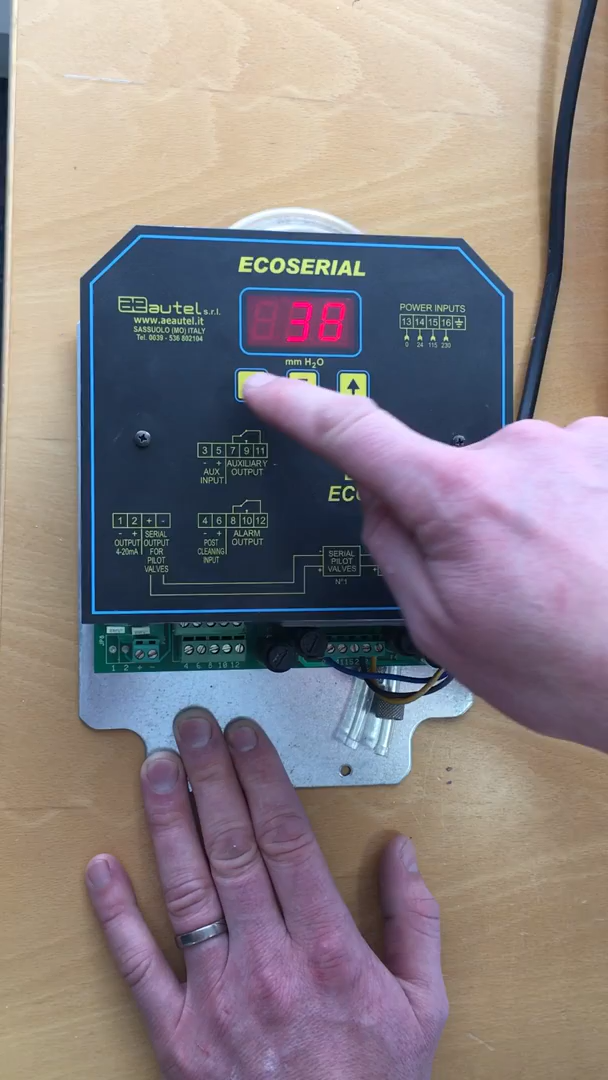 ECOSERIAL
aeautel s.r.l.
www.aeautel.it
SASSUOLO (MO) ITALY
Tel. 0039 - 536 802104
38
mm H2O
POWER INPUTS
13 14 15 16
0 24 115 230
3 5 7 9 11
- +
AUX INPUT
AUXILIARY OUTPUT
ECO
1 2 + -
- +
OUTPUT 4-20mA
SERIAL OUTPUT FOR PILOT VALVES
4 6 8 10 12
- +
POST CLEANING INPUT
ALARM OUTPUT
- +
SERIAL PILOT VALVES
N°1
1 2 + -
4 6 8 10 12